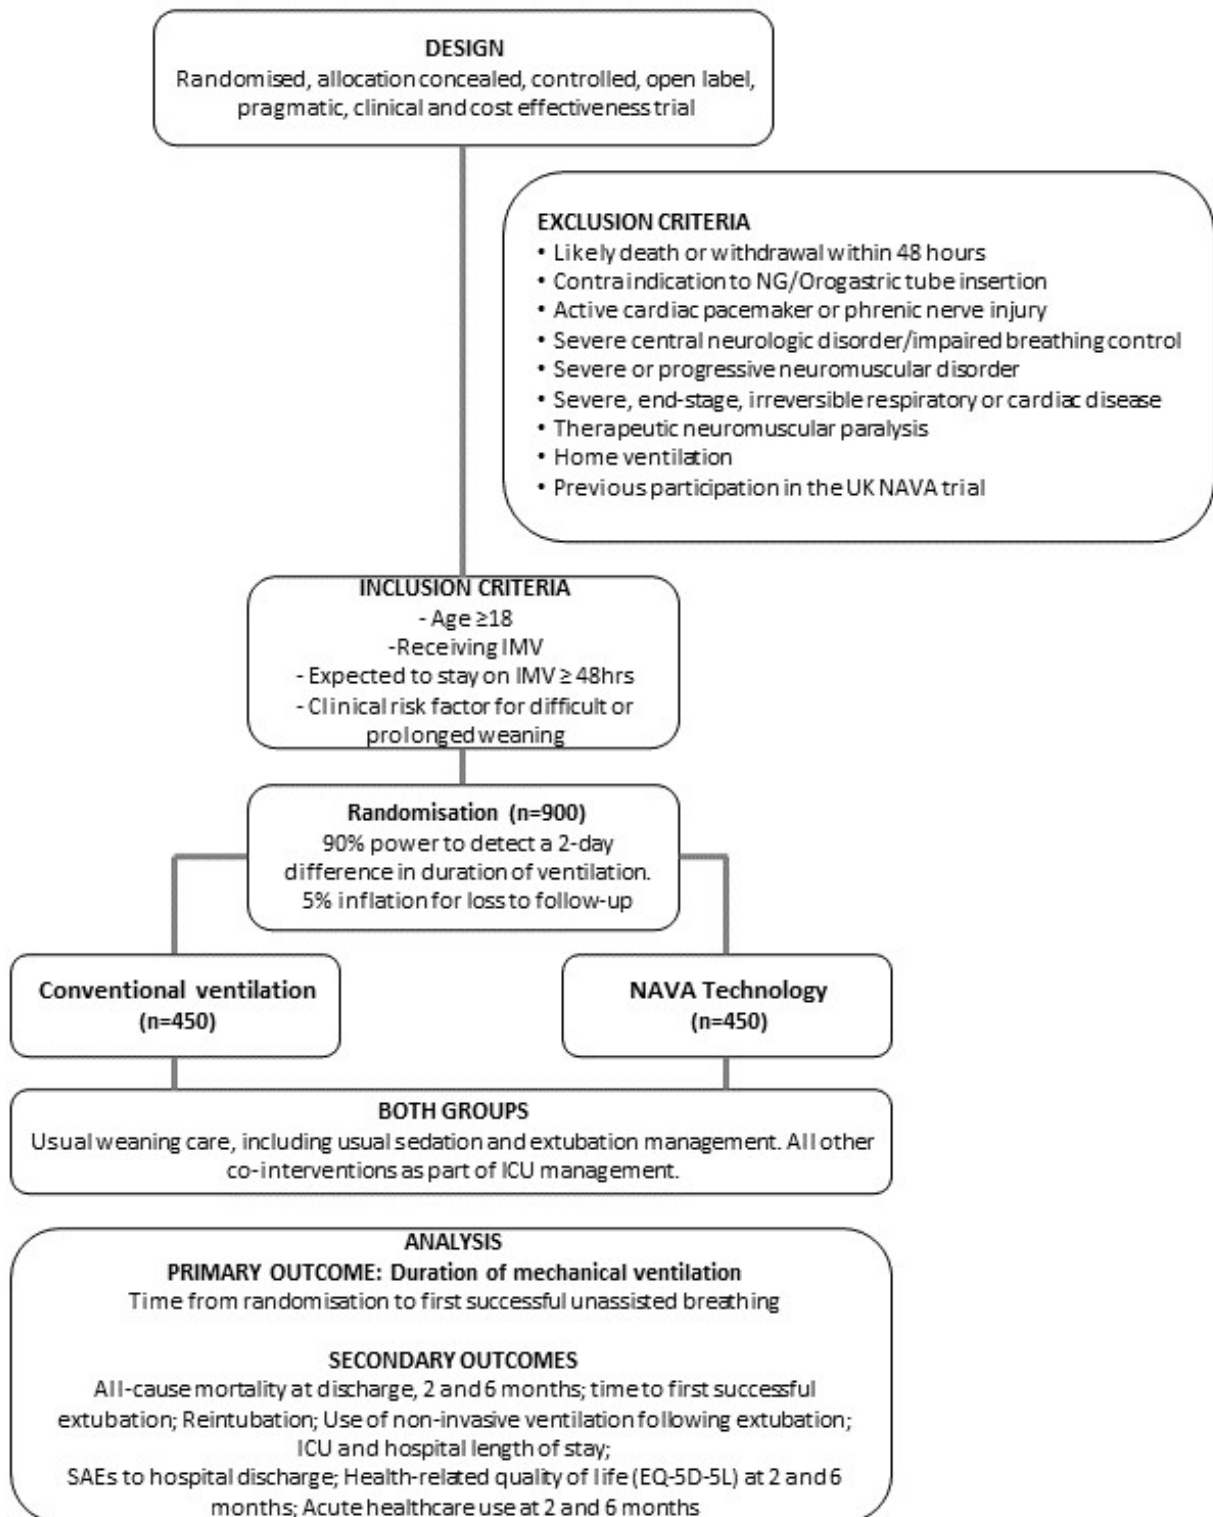 DESIGN
Randomised, allocation concealed, controlled, open label,
pragmatic, clinical and cost effectiveness trial
EXCLUSION CRITERIA
• Likely death or withdrawal within 48 hours
• Contraindication to NG/Orogastric tube insertion
• Active cardiac pacemaker or phrenic nerve injury
• Severe central neurologic disorder/impaired breathing control
• Severe or progressive neuromuscular disorder
• Severe, end-stage, irreversible respiratory or cardiac disease
• Therapeutic neuromuscular paralysis
• Home ventilation
• Previous participation in the UK NAVA trial
INCLUSION CRITERIA
- Age ≥18
-Receiving IMV
- Expected to stay on IMV ≥ 48hrs
- Clinical risk factor for difficult or
prolonged weaning
Randomisation (n=900)
90% power to detect a 2-day
difference in duration of ventilation.
5% inflation for loss to follow-up
Conventional ventilation
(n=450)
NAVA Technology
(n=450)
BOTH GROUPS
Usual weaning care, including usual sedation and extubation management. All other
co-interventions as part of ICU management.
ANALYSIS
PRIMARY OUTCOME: Duration of mechanical ventilation
Time from randomisation to first successful unassisted breathing
SECONDARY OUTCOMES
All-cause mortality at discharge, 2 and 6 months; time to first successful
extubation; Reintubation; Use of non-invasive ventilation following extubation;
ICU and hospital length of stay;
SAEs to hospital discharge; Health-related quality of life (EQ-5D-5L) at 2 and 6
months; Acute healthcare use at 2 and 6 months